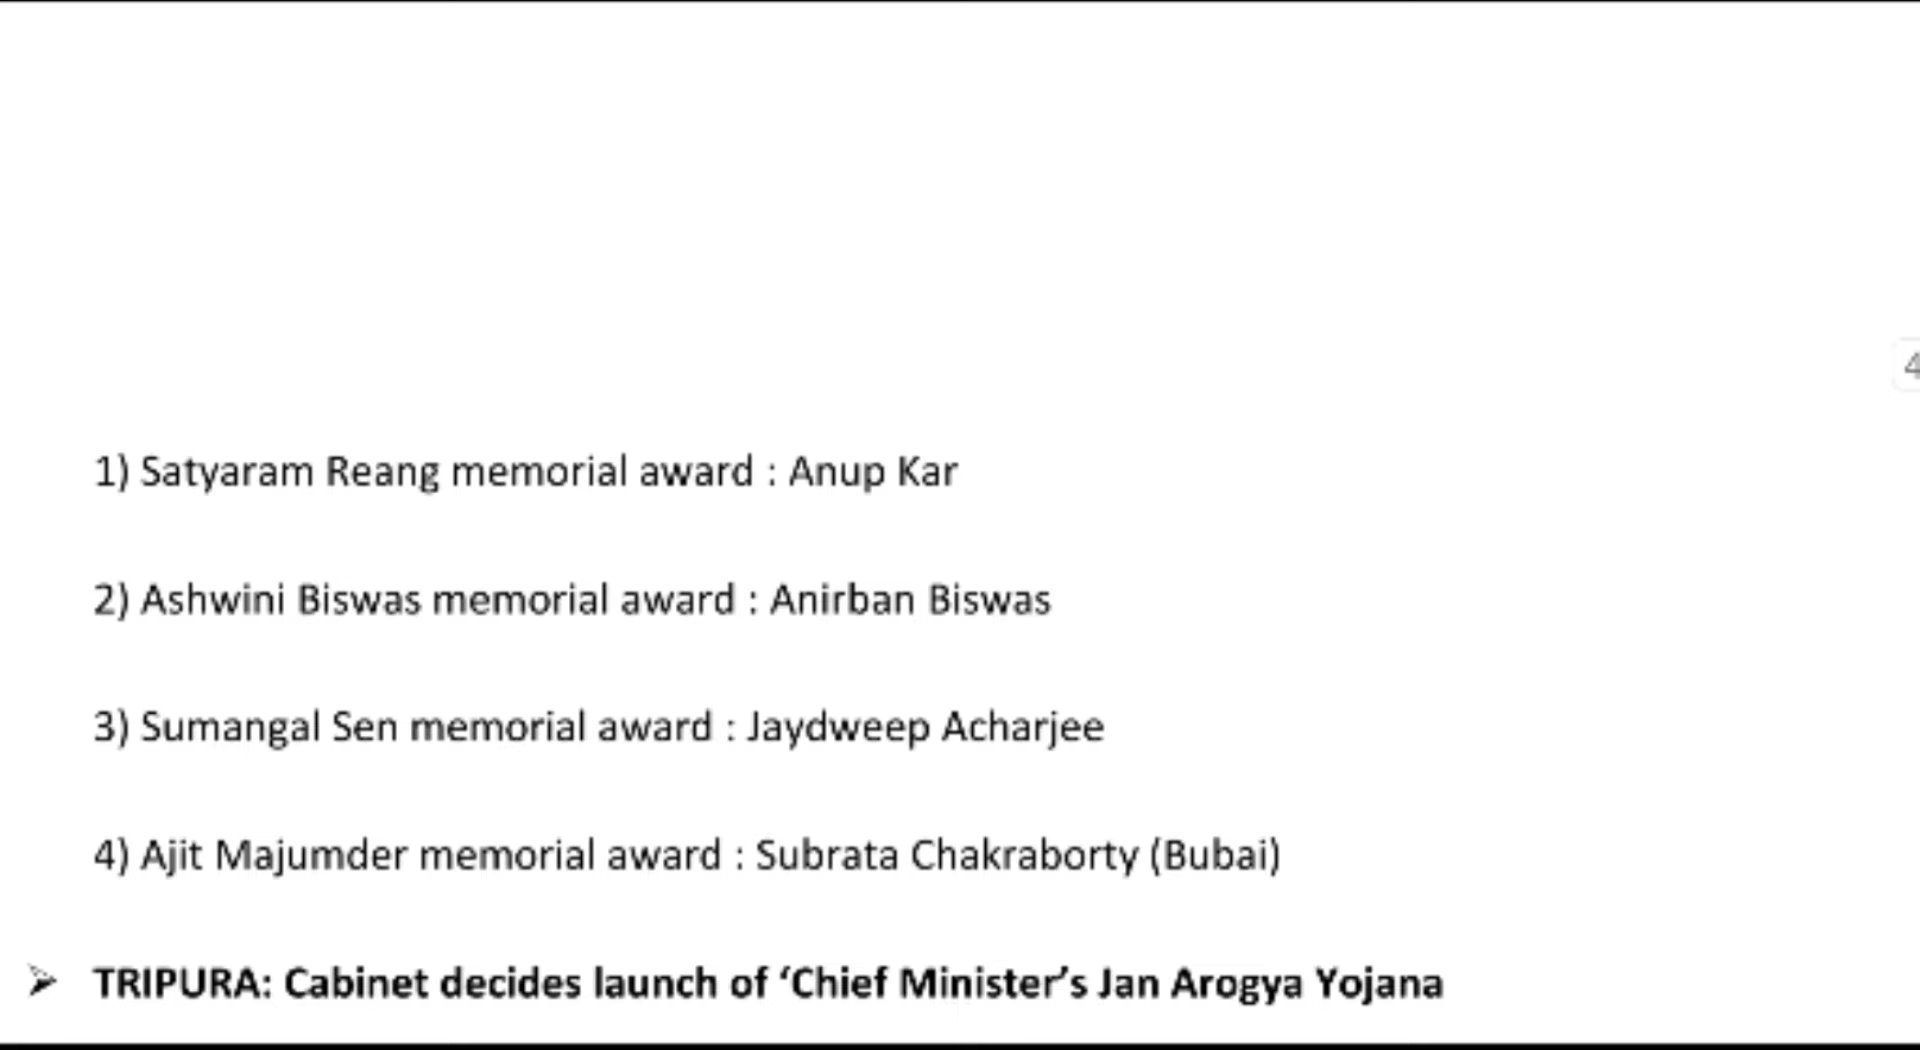 4
1) Satyaram Reang memorial award : Anup Kar
2) Ashwini Biswas memorial award : Anirban Biswas
3) Sumangal Sen memorial award : Jaydweep Acharjee
4) Ajit Majumder memorial award : Subrata Chakraborty (Bubai)
➢ TRIPURA: Cabinet decides launch of ‘Chief Minister’s Jan Arogya Yojana